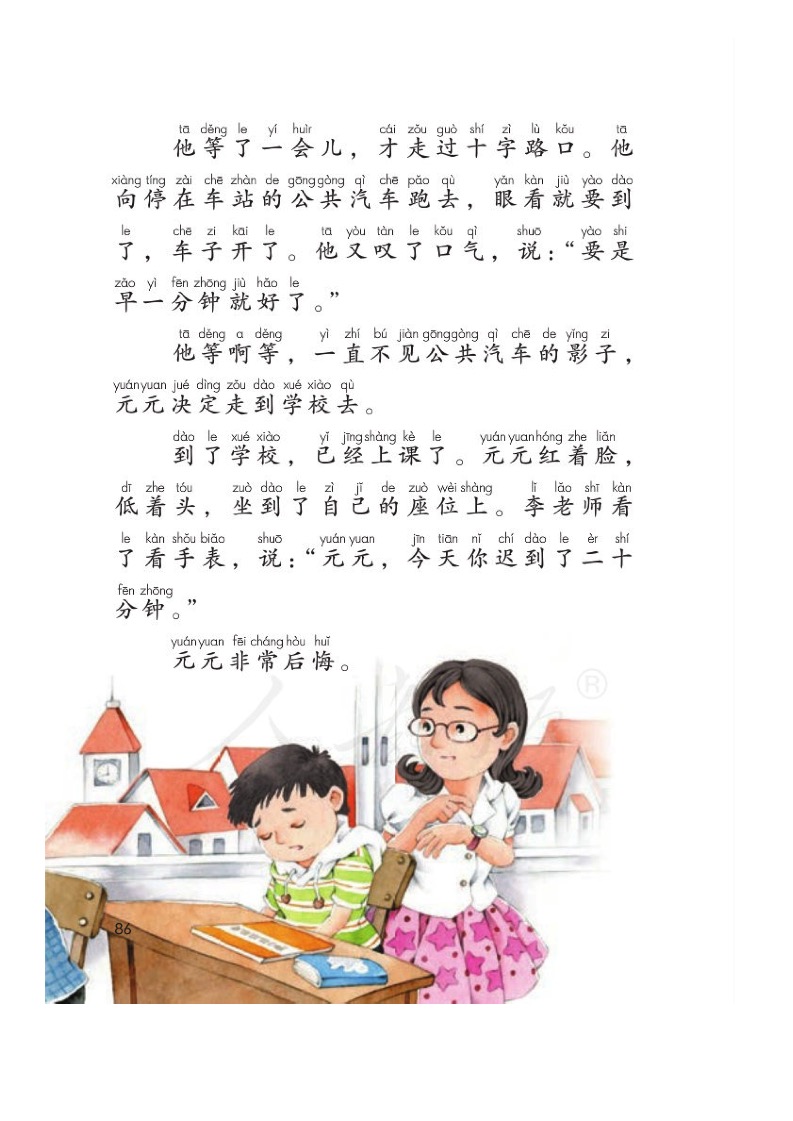 tā děng le yí huìr cái zǒu guò shí zì lù kǒu tā
他等了一会儿，才走过十字路口。他
xiàng tíng zài chē zhàn de gōng gòng qì chē pǎo qù yǎn kàn jiù yào dào
向停在车站的公共汽车跑去，眼看就要到
le chē zi kāi le tā yòu tàn le kǒu qì shuō yào shi
了，车子开了。他又叹了口气，说：“要是
zǎo yì fēn zhōng jiù hǎo le
早一分钟就好了。”
tā děng a děng yì zhí bú jiàn gōng gòng qì chē de yǐng zi
他等啊等，一直不见公共汽车的影子，
yuán yuan jué dìng zǒu dào xué xiào qù
元元决定走到学校去。
dào le xué xiào yǐ jīng shàng kè le yuán yuan hóng zhe liǎn
到了学校，已经上课了。元元红着脸，
dī zhe tóu zuò dào le zì jǐ de zuò wèi shàng lǐ lǎo shī kàn
低着头，坐到了自己的座位上。李老师看
le kàn shǒu biǎo shuō yuán yuan jīn tiān nǐ chí dào le èr shí
了看手表，说：“元元，今天你迟到了二十
fēn zhōng
分钟。”
yuán yuan fēi cháng hòu huǐ
元元非常后悔。
®
86